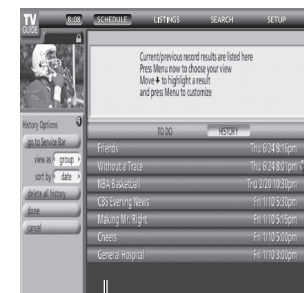 TV GUIDE 8:08 SCHEDULE LISTINGS SEARCH SETUP
Current/previous record results are listed here
Press Menu now to choose your view
Move ↓ to highlight a result
and press Menu to customize
History Options
go to Service Bar
view as group
sort by date
delete all history
done
cancel
TO DO HISTORY
Friends Thu 6/24 8:16pm
Without a Trace Thu 6/24 8:01pm
NBA Basketball Thu 2/20 10:30pm
CBS Evening News Fri 1/10 5:30pm
Making Mr. Right Fri 1/10 5:15pm
Cheers Fri 1/10 5:00pm
General Hospital Fri 1/10 3:00pm